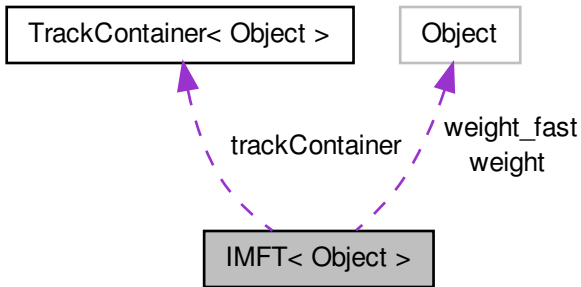 TrackContainer< Object >
Object
trackContainer
weight_fast
weight
IMFT< Object >